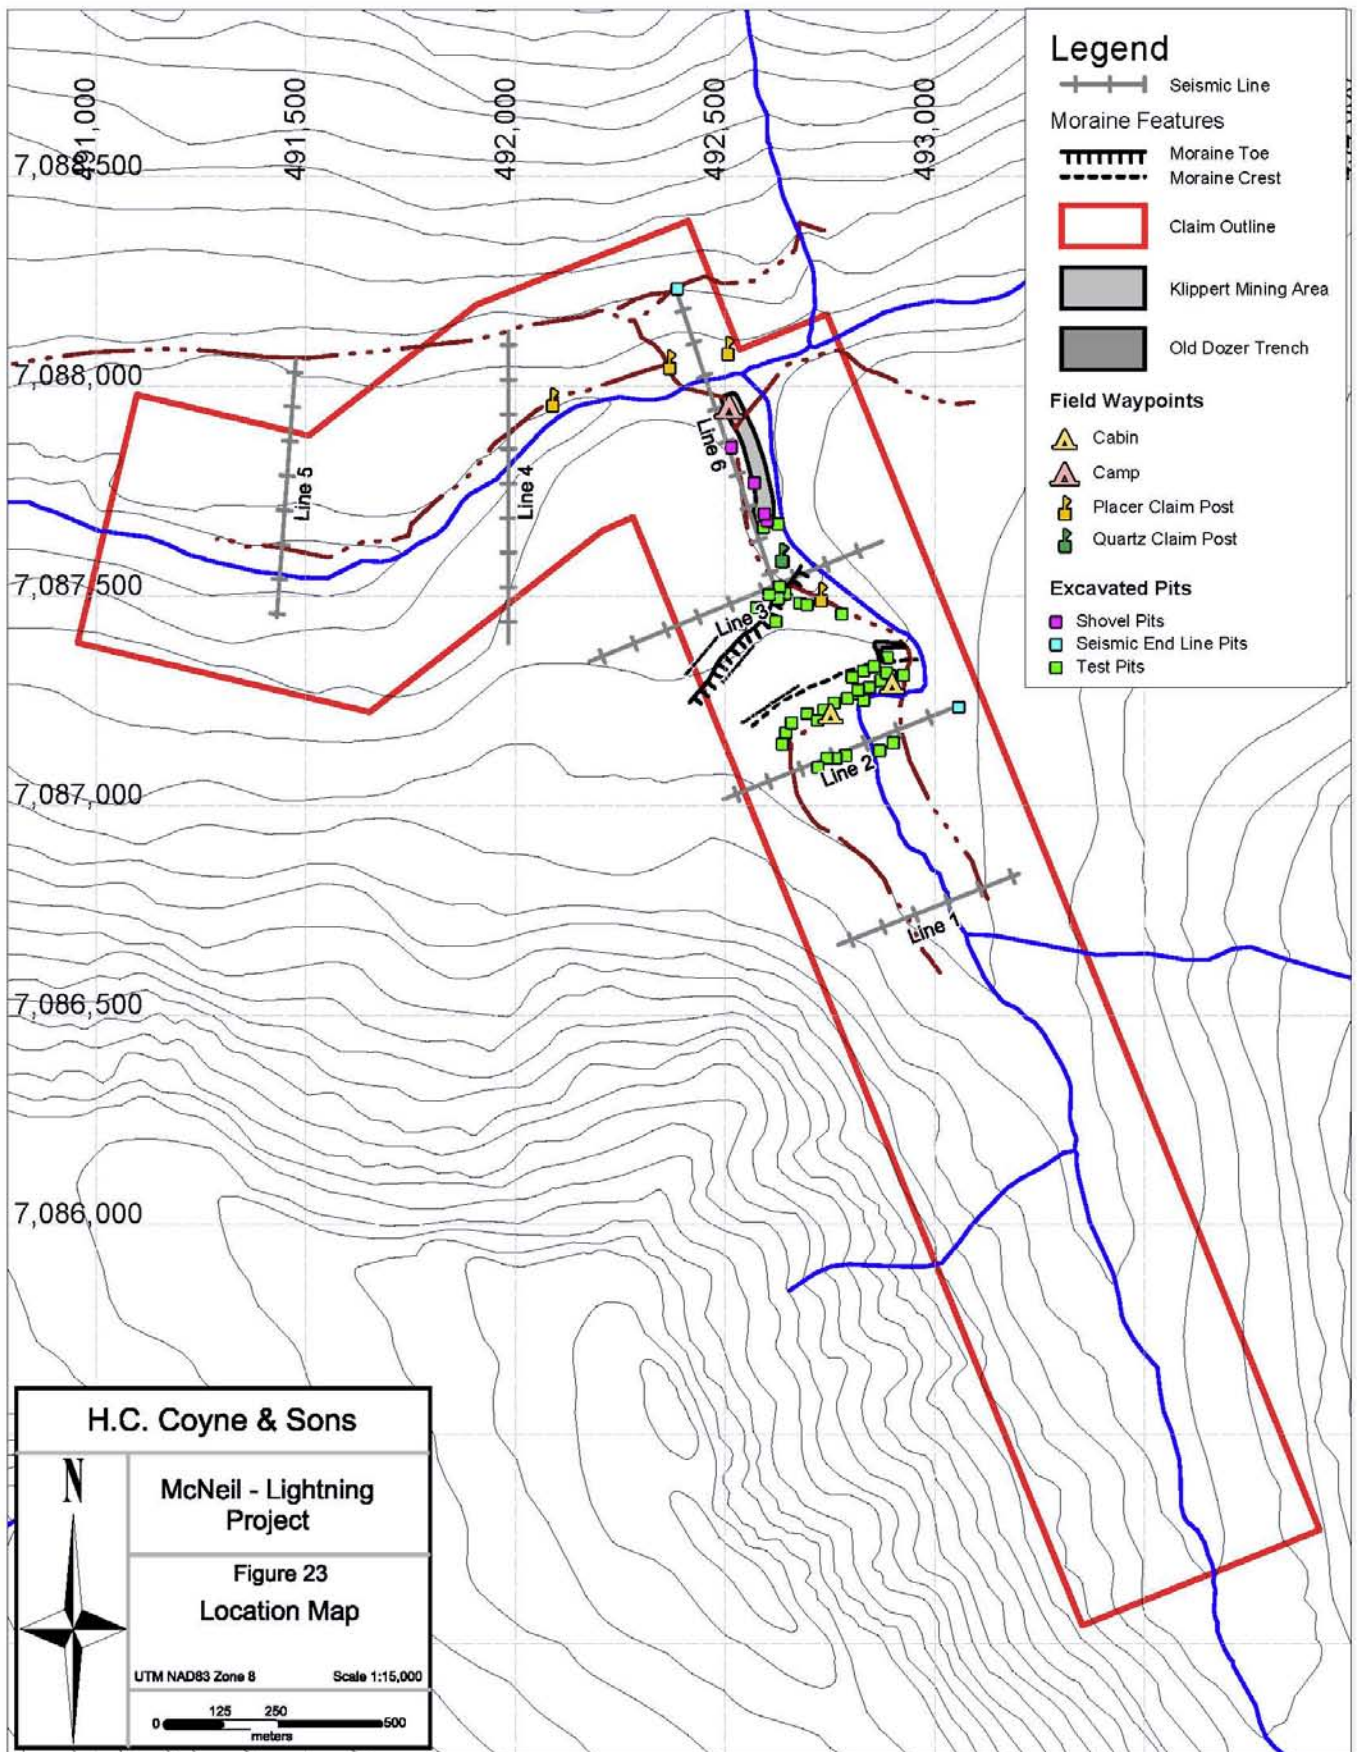 Legend
Seismic Line
Moraine Features
Moraine Toe
Moraine Crest
Claim Outline
Klippert Mining Area
Old Dozer Trench
Field Waypoints
Cabin
Camp
Placer Claim Post
Quartz Claim Post
Excavated Pits
Shovel Pits
Seismic End Line Pits
Test Pits
491,000
491,500
492,000
492,500
493,000
7,088,500
7,088,000
7,087,500
7,087,000
7,086,500
7,086,000
Line 5
Line 4
Line 6
Line 3
Line 2
Line 1
H.C. Coyne & Sons
N
McNeil - Lightning
Project
Figure 23
Location Map
UTM NAD83 Zone 8 Scale 1:15,000
125 250
0 500
meters